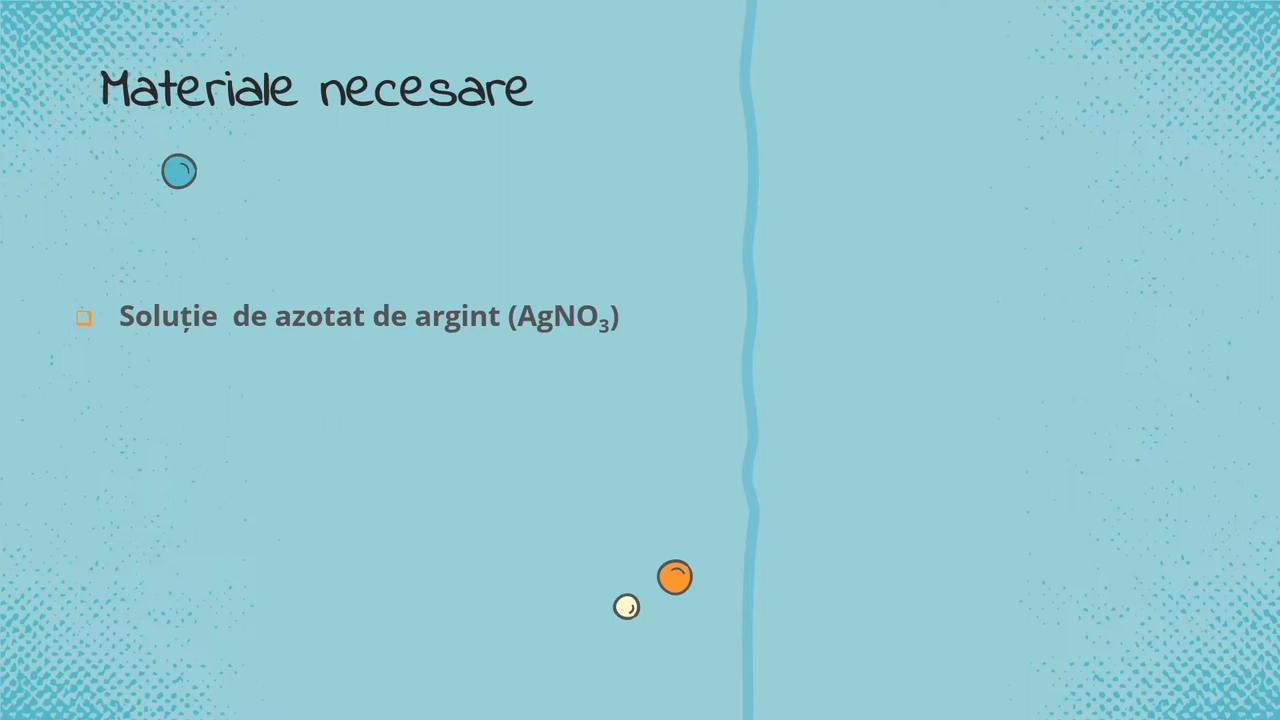 Materiale necesare
Soluție de azotat de argint (AgNO₃)